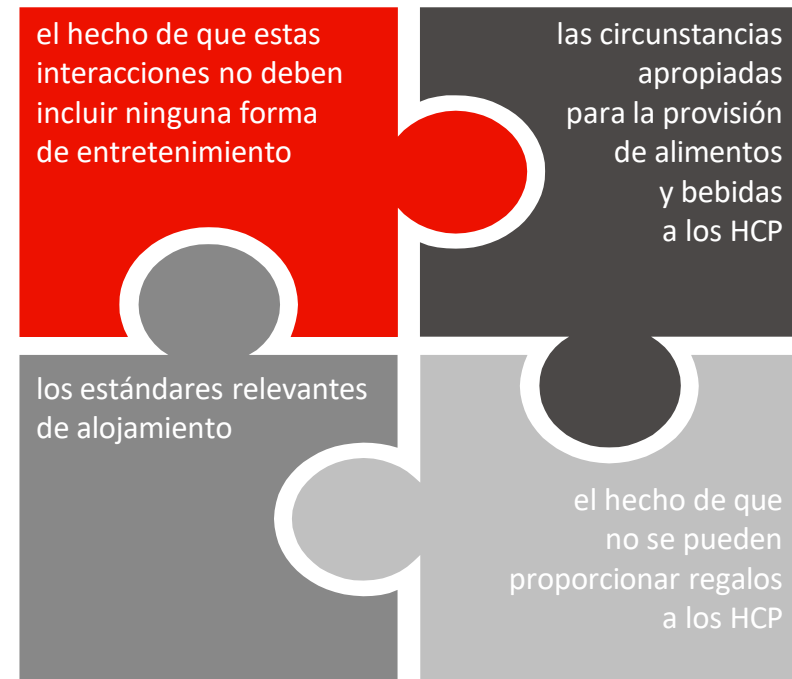 el hecho de que estas
interacciones no deben
incluir ninguna forma
de entretenimiento
las circunstancias
apropiadas
para la provisión
de alimentos
y bebidas
a los HCP
los estándares relevantes
de alojamiento
el hecho de que
no se pueden
proporcionar regalos
a los HCP